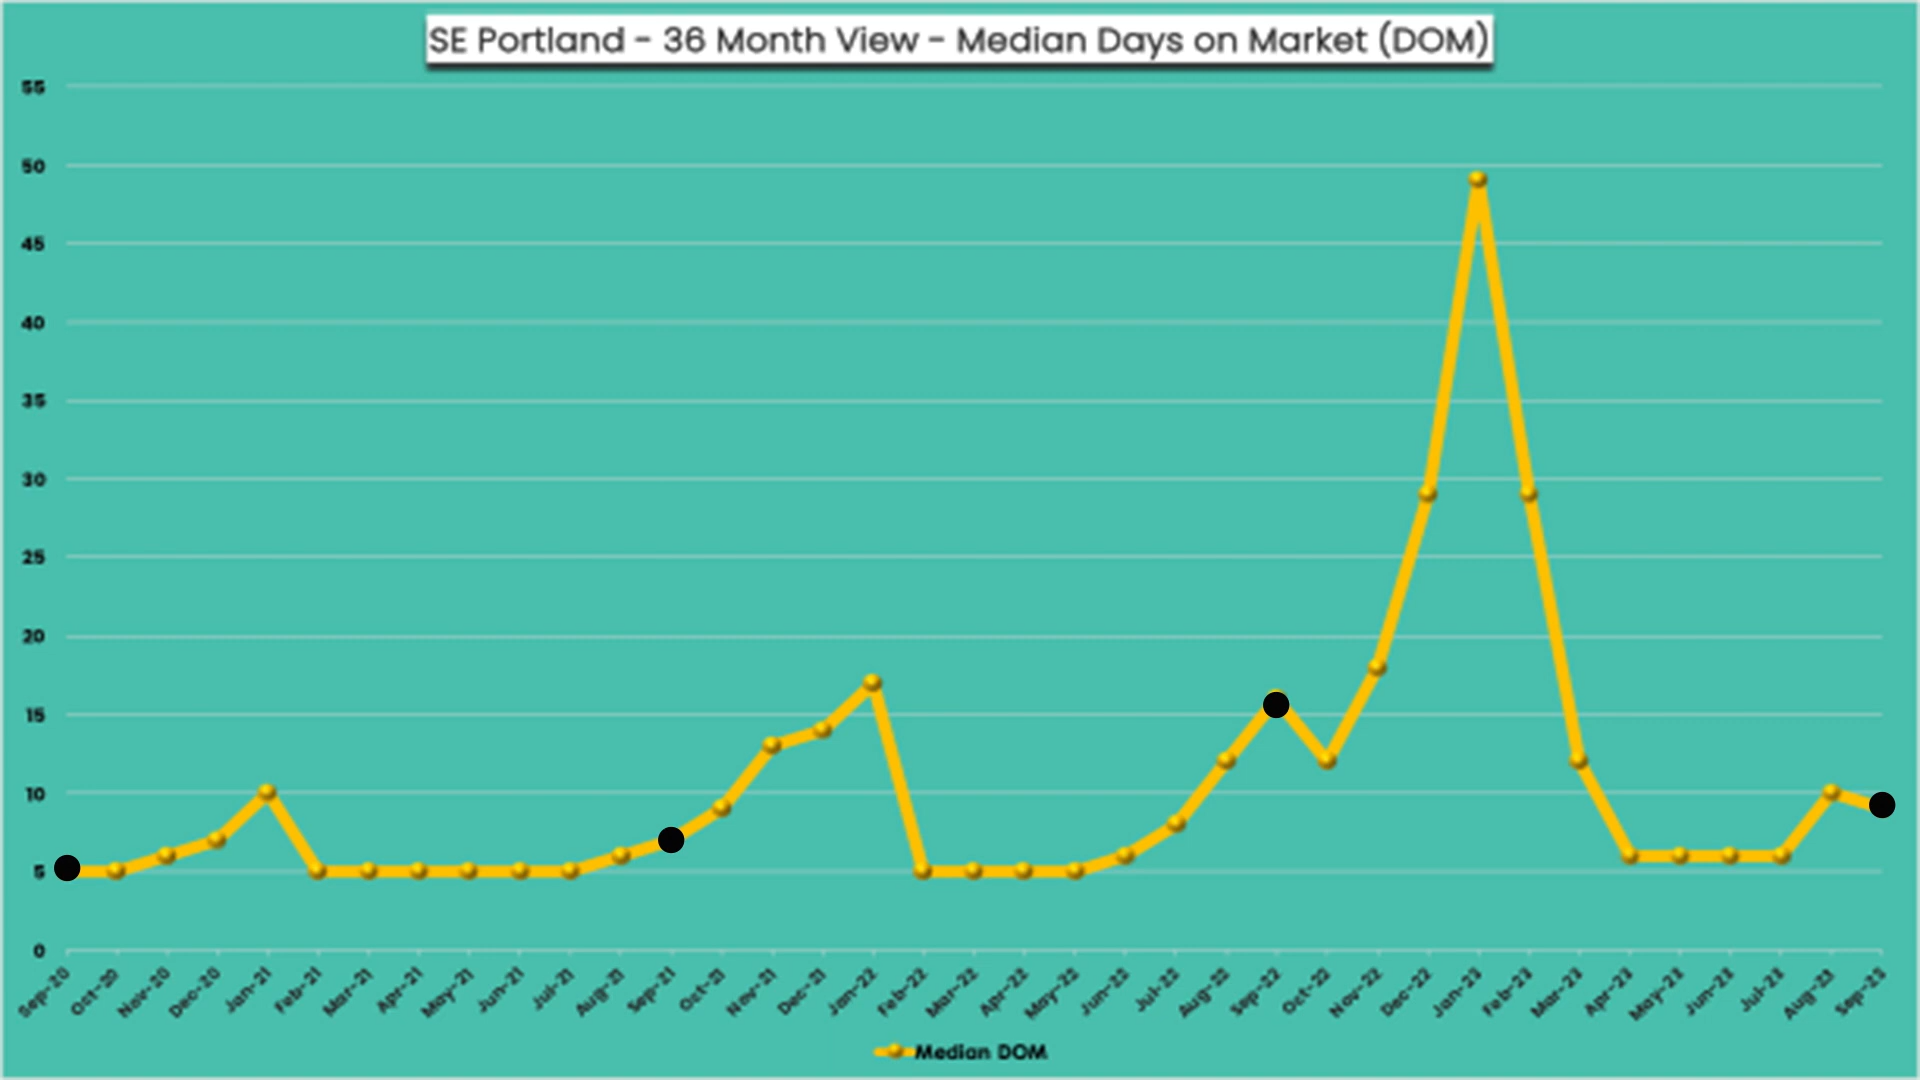 SE Portland - 36 Month View - Median Days on Market (DOM)
55
50
45
40
35
30
25
20
15
10
5
0
Sep-20
Oct-20
Nov-20
Dec-20
Jan-21
Feb-21
Mar-21
Apr-21
May-21
Jun-21
Jul-21
Aug-21
Sep-21
Oct-21
Nov-21
Dec-21
Jan-22
Feb-22
Mar-22
Apr-22
May-22
Jun-22
Jul-22
Aug-22
Sep-22
Oct-22
Nov-22
Dec-22
Jan-23
Feb-23
Mar-23
Apr-23
May-23
Jun-23
Jul-23
Aug-23
Sep-23
Median DOM